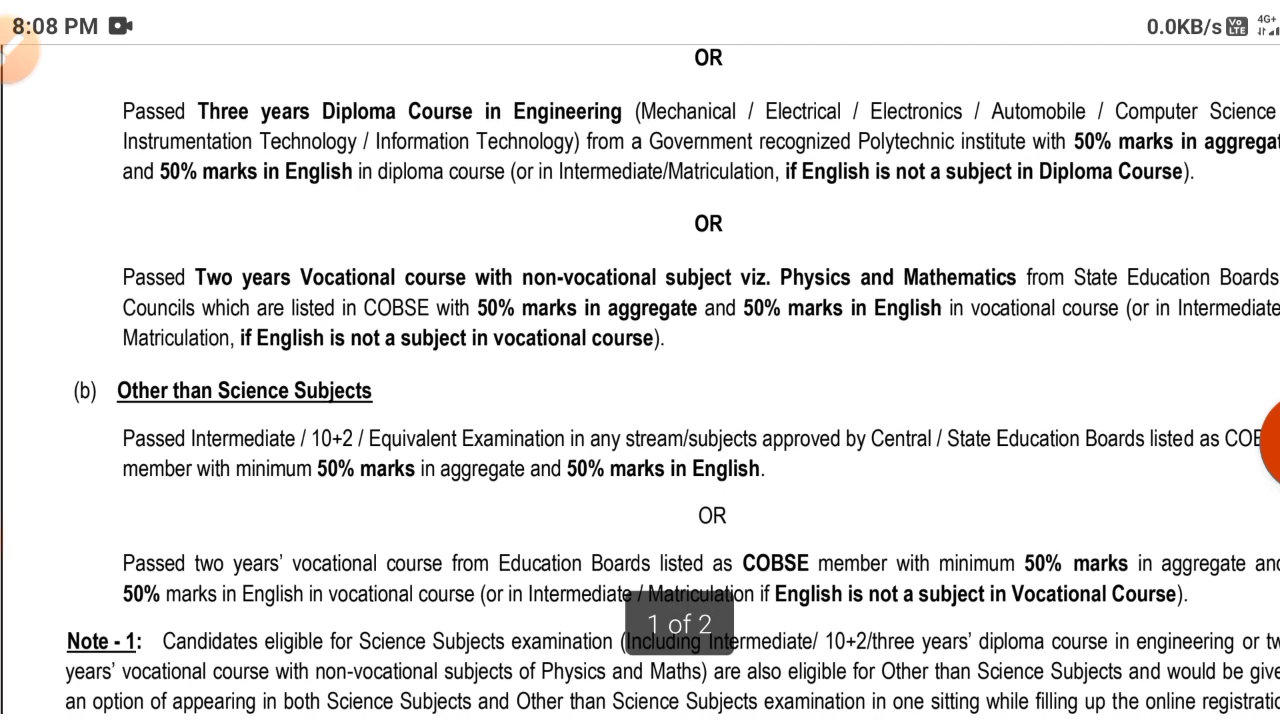 8:08 PM
0.0KB/s Vo LTE 4G+
OR
Passed Three years Diploma Course in Engineering (Mechanical / Electrical / Electronics / Automobile / Computer Science
Instrumentation Technology / Information Technology) from a Government recognized Polytechnic institute with 50% marks in aggregat
and 50% marks in English in diploma course (or in Intermediate/Matriculation, if English is not a subject in Diploma Course).
OR
Passed Two years Vocational course with non-vocational subject viz. Physics and Mathematics from State Education Boards
Councils which are listed in COBSE with 50% marks in aggregate and 50% marks in English in vocational course (or in Intermediate
Matriculation, if English is not a subject in vocational course).
(b) Other than Science Subjects
Passed Intermediate / 10+2 / Equivalent Examination in any stream/subjects approved by Central / State Education Boards listed as COB
member with minimum 50% marks in aggregate and 50% marks in English.
OR
Passed two years' vocational course from Education Boards listed as COBSE member with minimum 50% marks in aggregate and
50% marks in English in vocational course (or in Intermediate / Matriculation if English is not a subject in Vocational Course).
1 of 2
Note - 1: Candidates eligible for Science Subjects examination (Including Intermediate/ 10+2/three years' diploma course in engineering or tw
years' vocational course with non-vocational subjects of Physics and Maths) are also eligible for Other than Science Subjects and would be give
an option of appearing in both Science Subjects and Other than Science Subjects examination in one sitting while filling up the online registratio